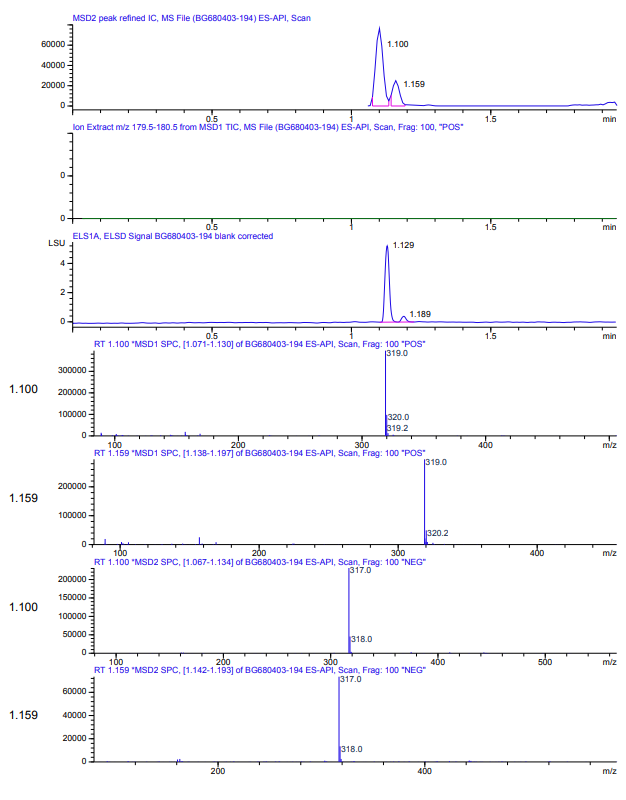 MSD2 peak refined IC, MS File (BG680403-194) ES-API, Scan
60000
40000
20000
0
1.100
1.159
0.5 1 1.5 min
Ion Extract m/z 179.5-180.5 from MSD1 TIC, MS File (BG680403-194) ES-API, Scan, Frag: 100, "POS"
0
0
0.5 1 1.5 min
ELS1A, ELSD Signal BG680403-194 blank corrected
LSU
4
2
0
1.129
1.189
0.5 1 1.5 min
RT 1.100 *MSD1 SPC, [1.071-1.130] of BG680403-194 ES-API, Scan, Frag: 100 "POS"
1.100
300000
200000
100000
0
319.0
320.0
319.2
100 200 300 400 m/z
RT 1.159 *MSD1 SPC, [1.138-1.197] of BG680403-194 ES-API, Scan, Frag: 100 "POS"
1.159
200000
100000
0
319.0
320.2
100 200 300 400 m/z
RT 1.100 *MSD2 SPC, [1.067-1.134] of BG680403-194 ES-API, Scan, Frag: 100 "NEG"
1.100
200000
150000
100000
50000
0
317.0
318.0
100 200 300 400 500 m/z
RT 1.159 *MSD2 SPC, [1.142-1.193] of BG680403-194 ES-API, Scan, Frag: 100 "NEG"
1.159
60000
40000
20000
0
317.0
318.0
200 400 m/z